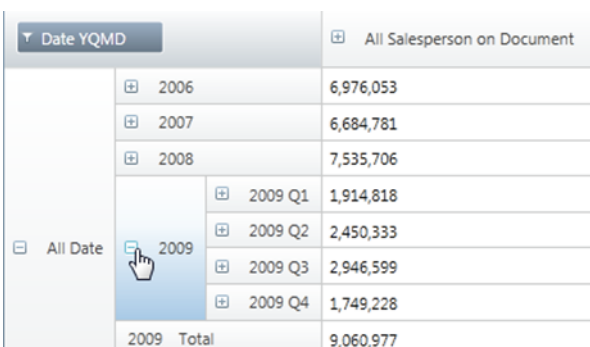 Date YQMD All Salesperson on Document
2006 6,976,053
2007 6,684,781
2008 7,535,706
2009 Q1 1,914,818
2009 Q2 2,450,333
All Date 2009
2009 Q3 2,946,599
2009 Q4 1,749,228
2009 Total 9,060,977